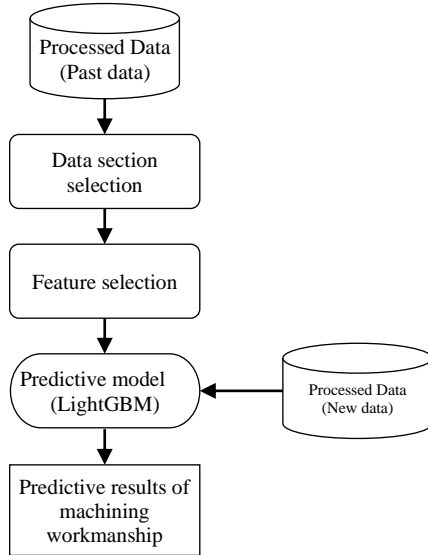 Processed Data
(Past data)
Data section
selection
Feature selection
Predictive model
(LightGBM)
Processed Data
(New data)
Predictive results of
machining
workmanship